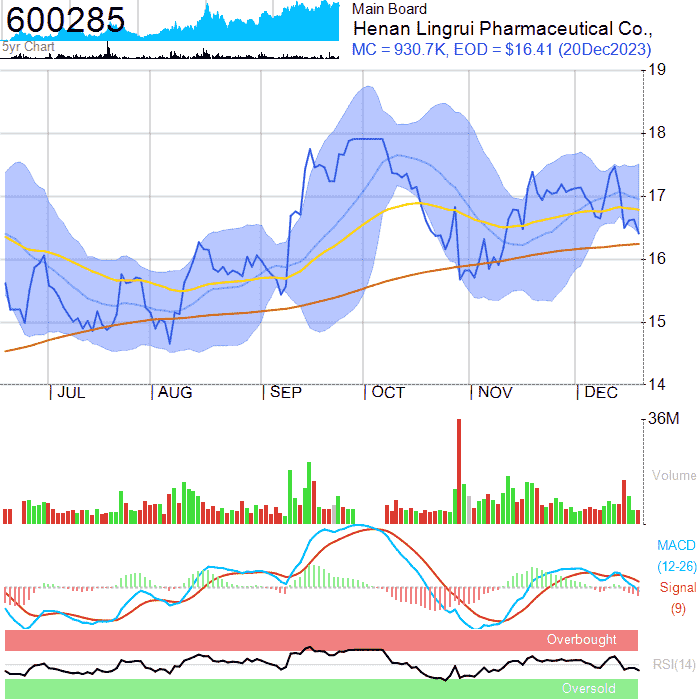 600285
5yr Chart
Main Board
Henan Lingrui Pharmaceutical Co.,
MC = 930.7K, EOD = $16.41 (20Dec2023)
19
18
17
16
15
14
JUL AUG SEP OCT NOV DEC
36M
Volume
MACD
(12-26)
Signal
(9)
Overbought
RSI(14)
Oversold